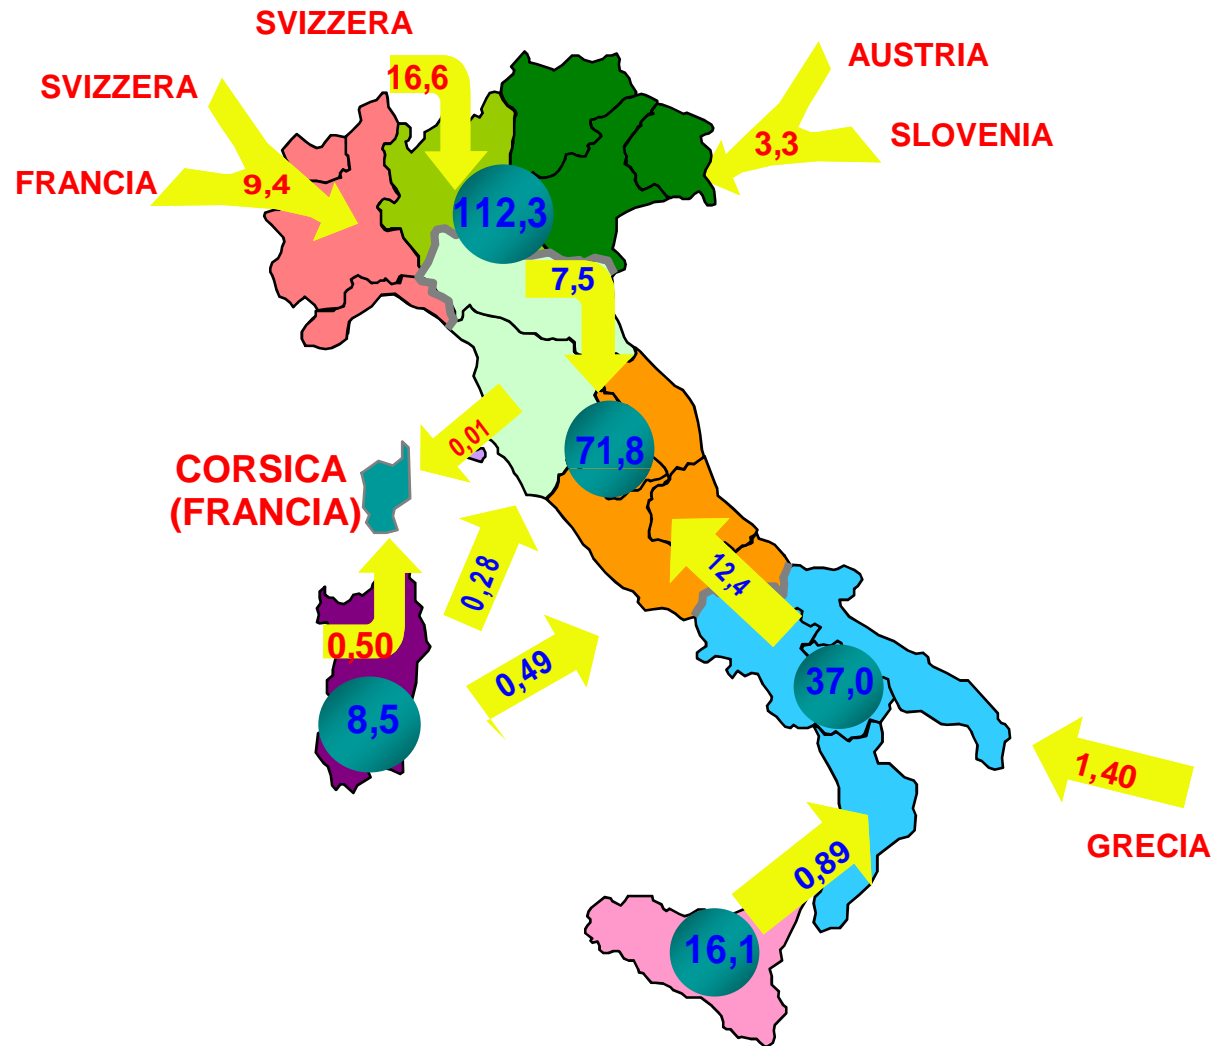 SVIZZERA
16,6
AUSTRIA
SVIZZERA
3,3
SLOVENIA
FRANCIA
9,4
112,3
7,5
0,01
71,8
CORSICA
(FRANCIA)
0,28
12,4
0,50
0,49
37,0
8,5
1,40
GRECIA
0,89
16,1